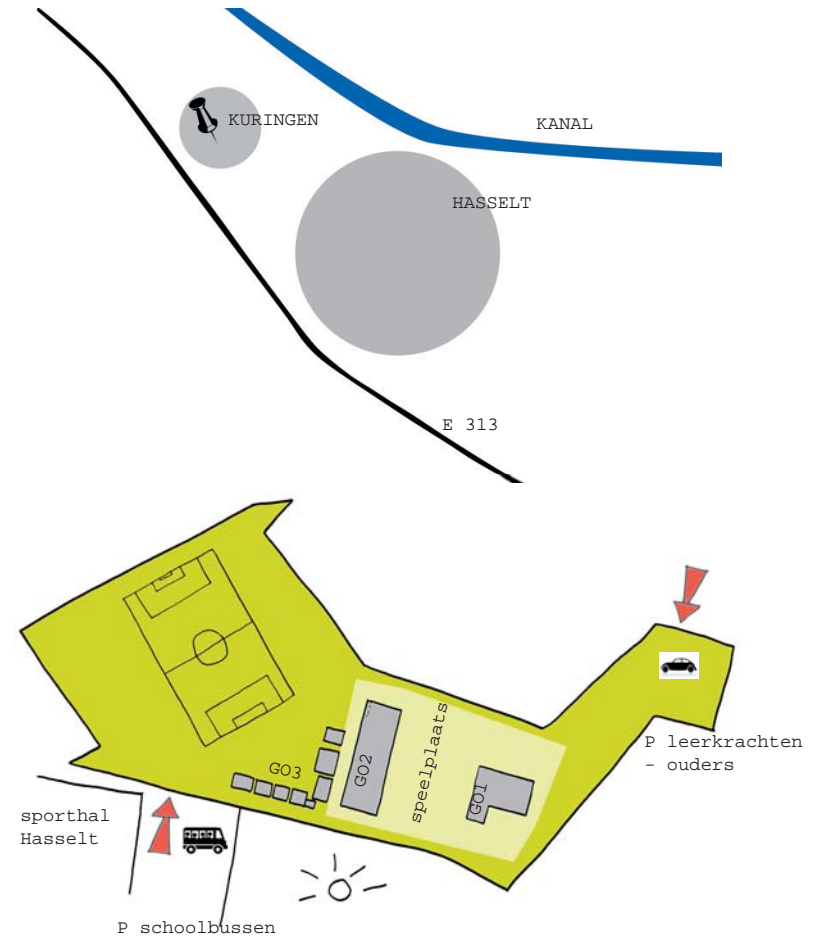 KURINGEN
KANAL
HASSELT
E 313
P leerkrachten
- ouders
speelplaats
GO2
GO3
GO1
sporthal
Hasselt
P schoolbussen